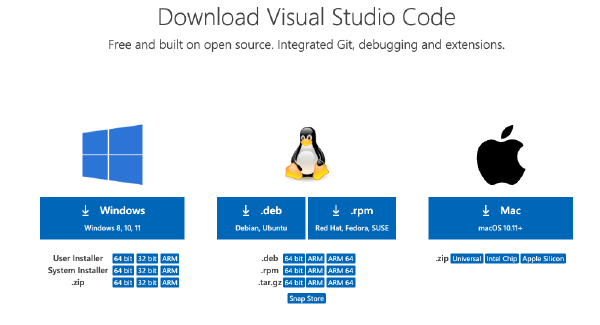 Download Visual Studio Code
Free and built on open source. Integrated Git, debugging and extensions.
Windows
Windows 8, 10, 11
.deb
Debian, Ubuntu
.rpm
Red Hat, Fedora, SUSE
Mac
macOS 10.11+
User Installer 64 bit 32 bit ARM
System Installer 64 bit 32 bit ARM
.zip 64 bit 32 bit ARM
.deb 64 bit ARM ARM 64
.rpm 64 bit ARM ARM 64
.tar.gz 64 bit ARM ARM 64
Snap Store
.zip Universal Intel Chip Apple Silicon